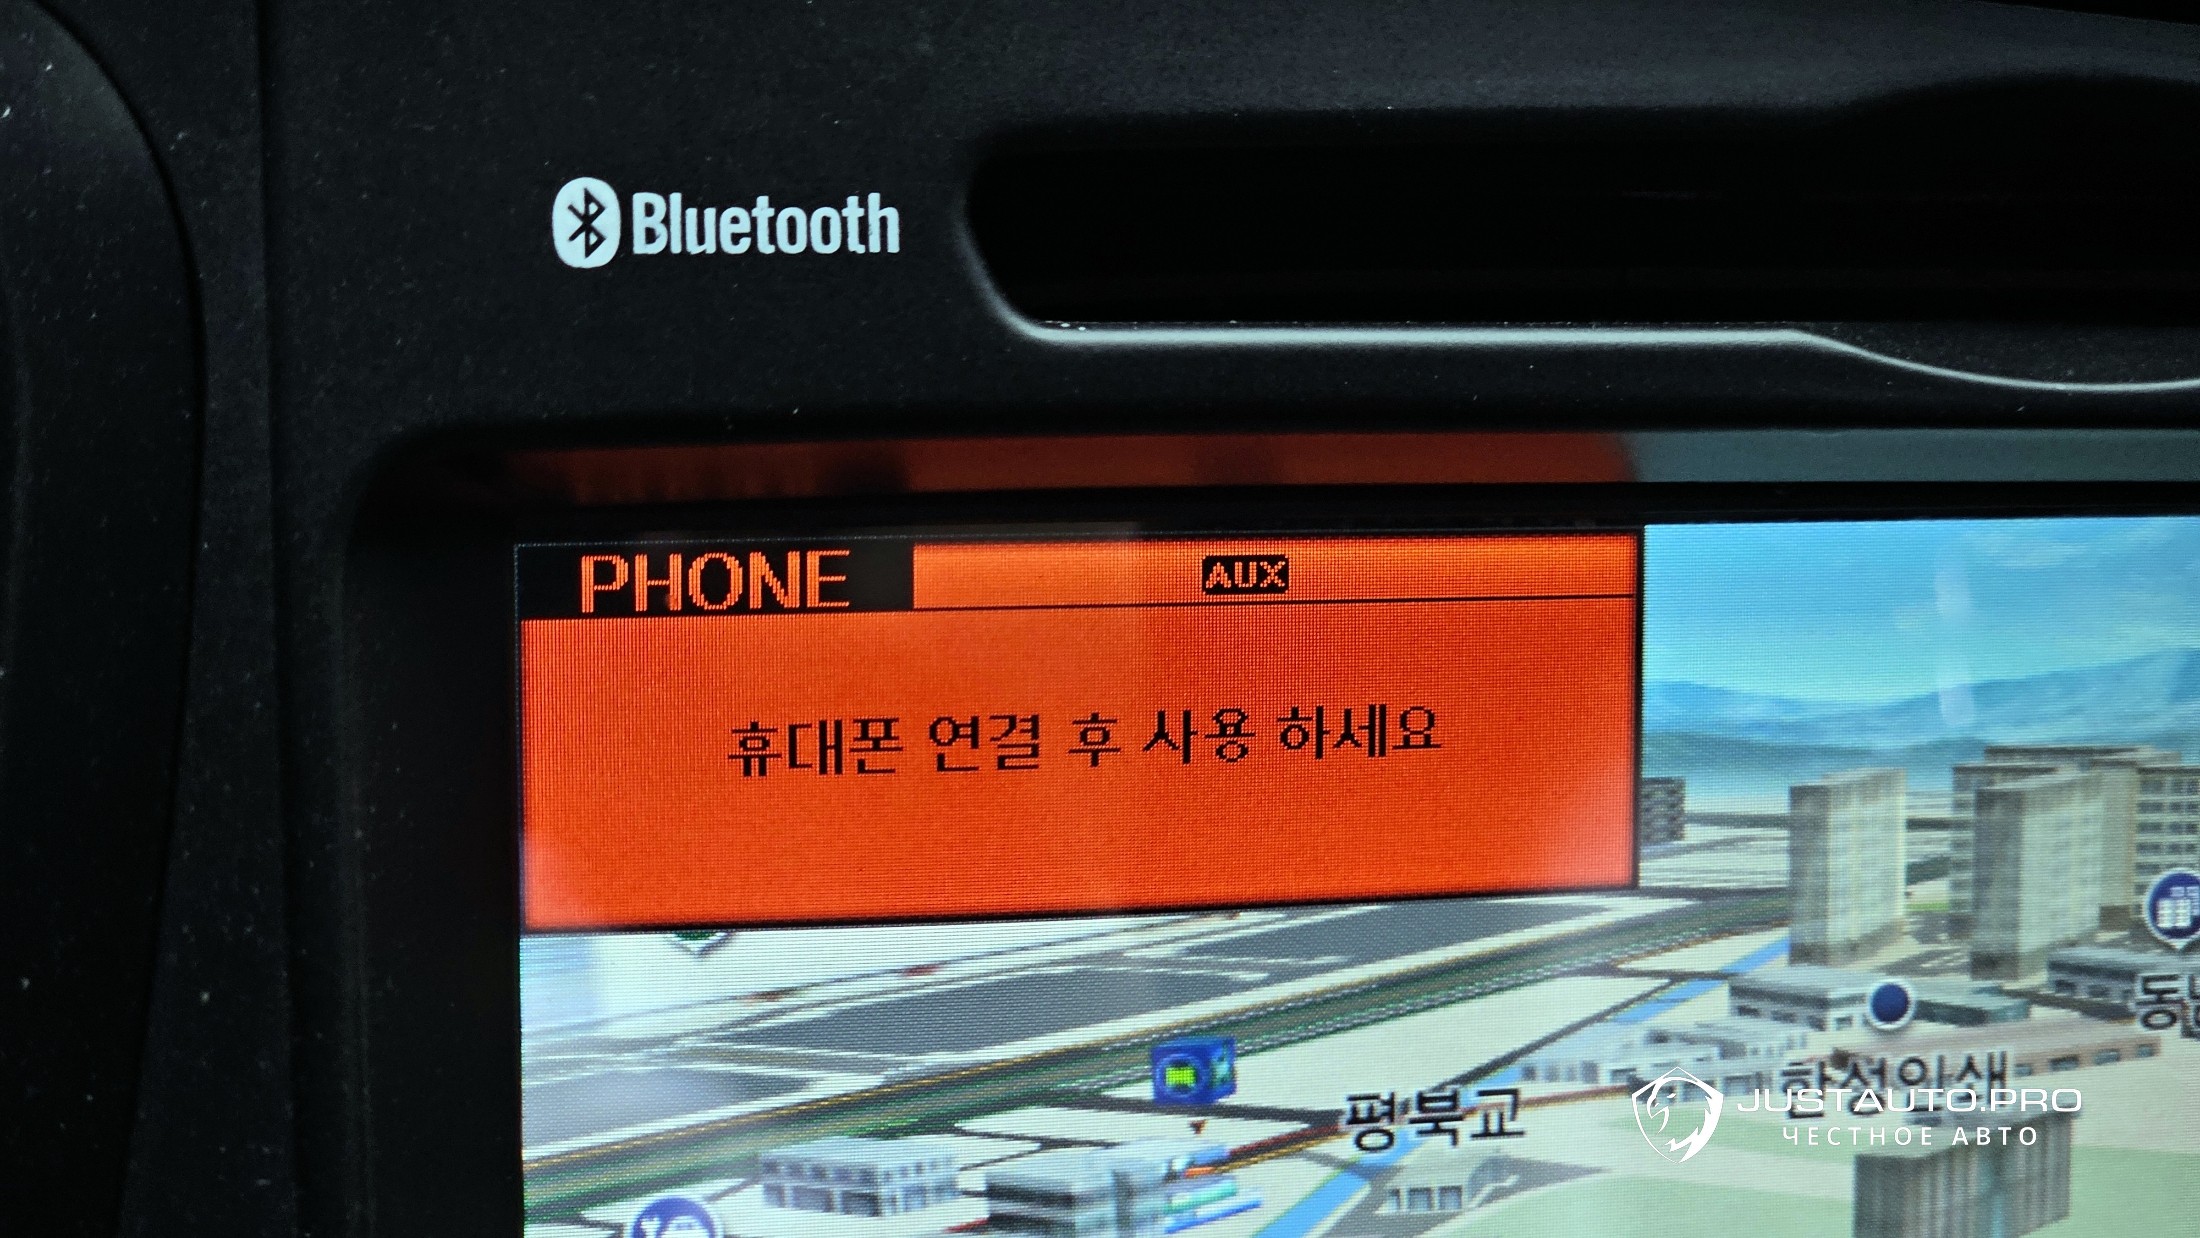 Bluetooth
PHONE
AUX
휴대폰 연결 후 사용 하세요
평북교
JUSTAUTO.PRO
ЧЕСТНОЕ АВТО